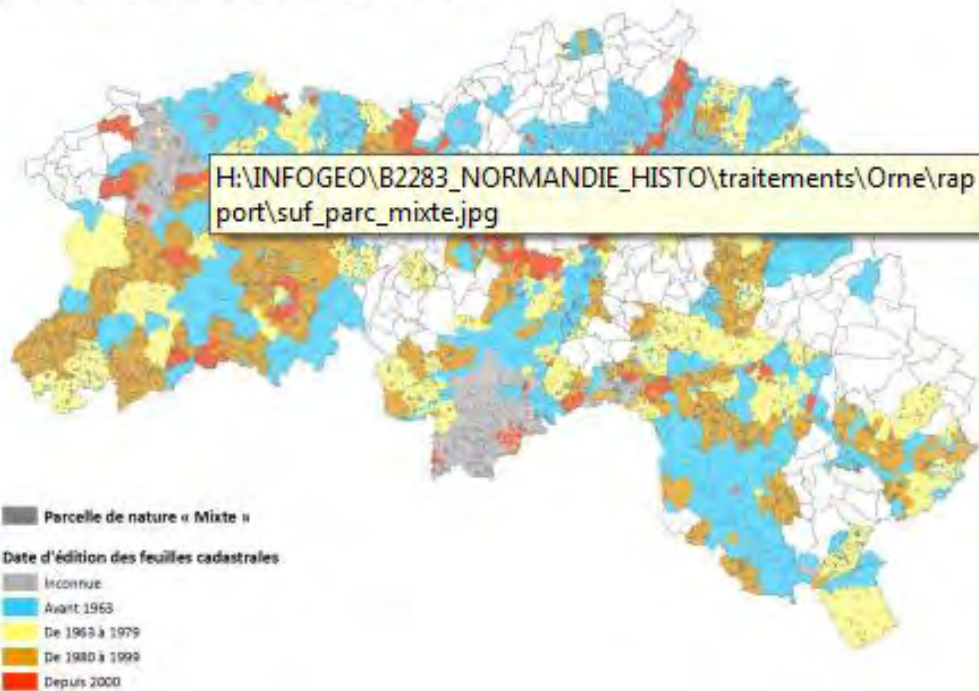 H:\INFOGEO\B2283_NORMANDIE_HISTO\traitements\Orne\rap
port\suf_parc_mixte.jpg
Parcelle de nature « Mixte »
Date d'édition des feuilles cadastrales
Inconnue
Avant 1963
De 1963 à 1979
De 1980 à 1999
Depuis 2000